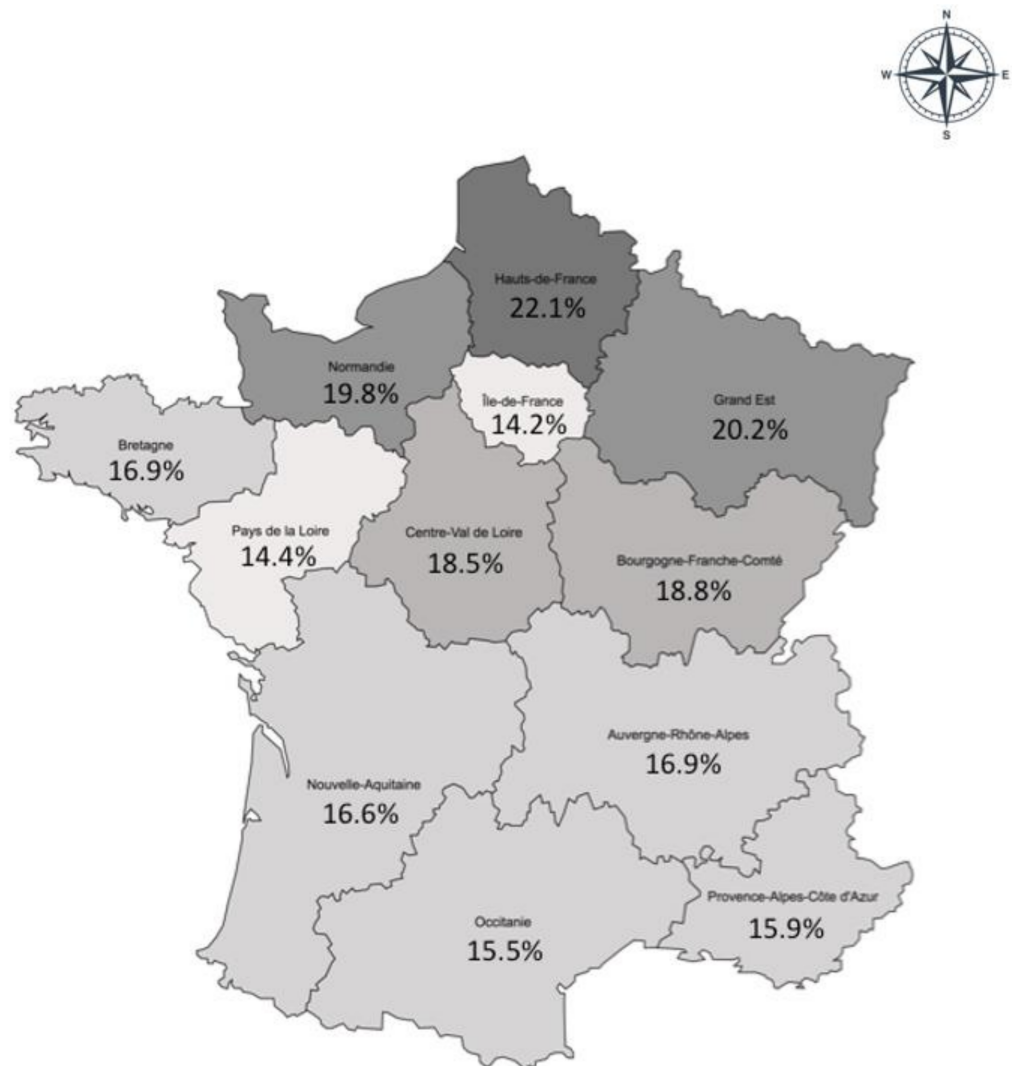 N
W E
S
Hauts-de-France
22.1%
Normandie
19.8%
Île-de-France
14.2%
Grand Est
20.2%
Bretagne
16.9%
Pays de la Loire
14.4%
Centre-Val de Loire
18.5%
Bourgogne-Franche-Comté
18.8%
Auvergne-Rhône-Alpes
16.9%
Nouvelle-Aquitaine
16.6%
Provence-Alpes-Côte d'Azur
15.9%
Occitanie
15.5%